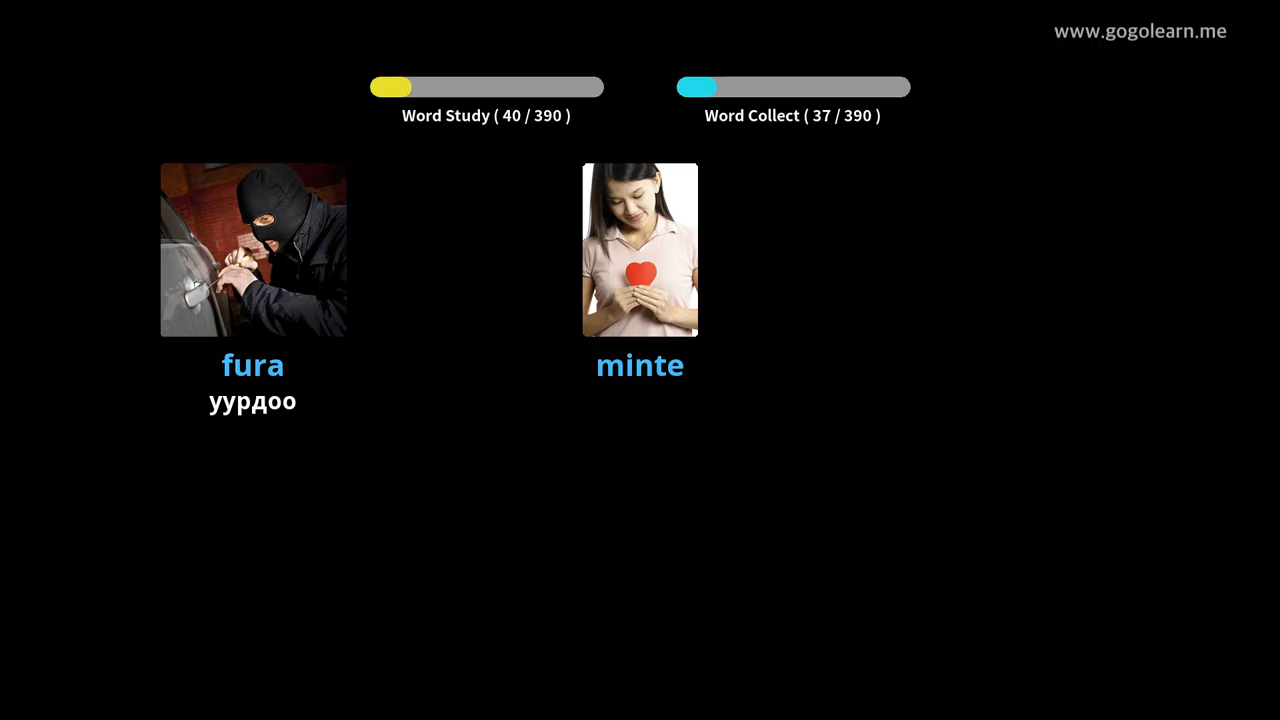 www.gogolearn.me
Word Study ( 40 / 390 )
Word Collect ( 37 / 390 )
fura
уурдоо
minte